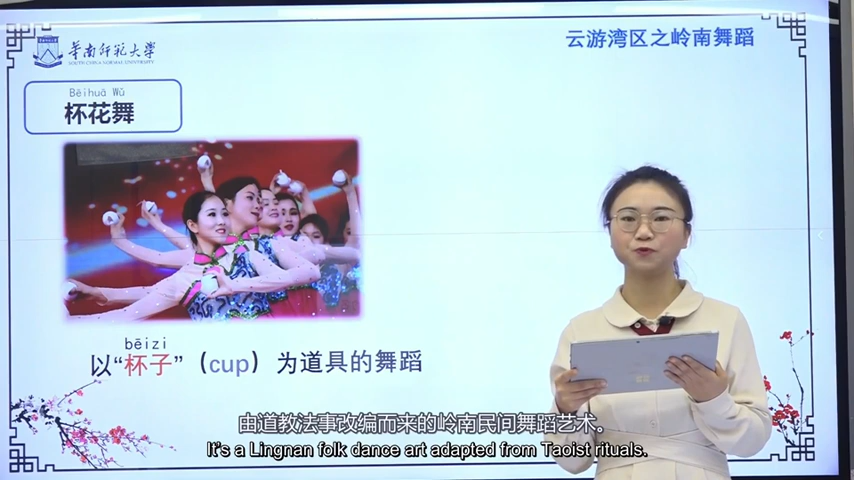 华南师范大学
SOUTH CHINA NORMAL UNIVERSITY
云游湾区之岭南舞蹈
Bēihuā Wǔ
杯花舞
bēizi
以“杯子”（cup）为道具的舞蹈
由道教法事改编而来的岭南民间舞蹈艺术。
It's a Lingnan folk dance art adapted from Taoist rituals.